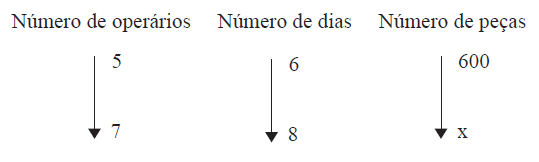 Número de operários Número de dias Número de peças
5 6 600
7 8 x